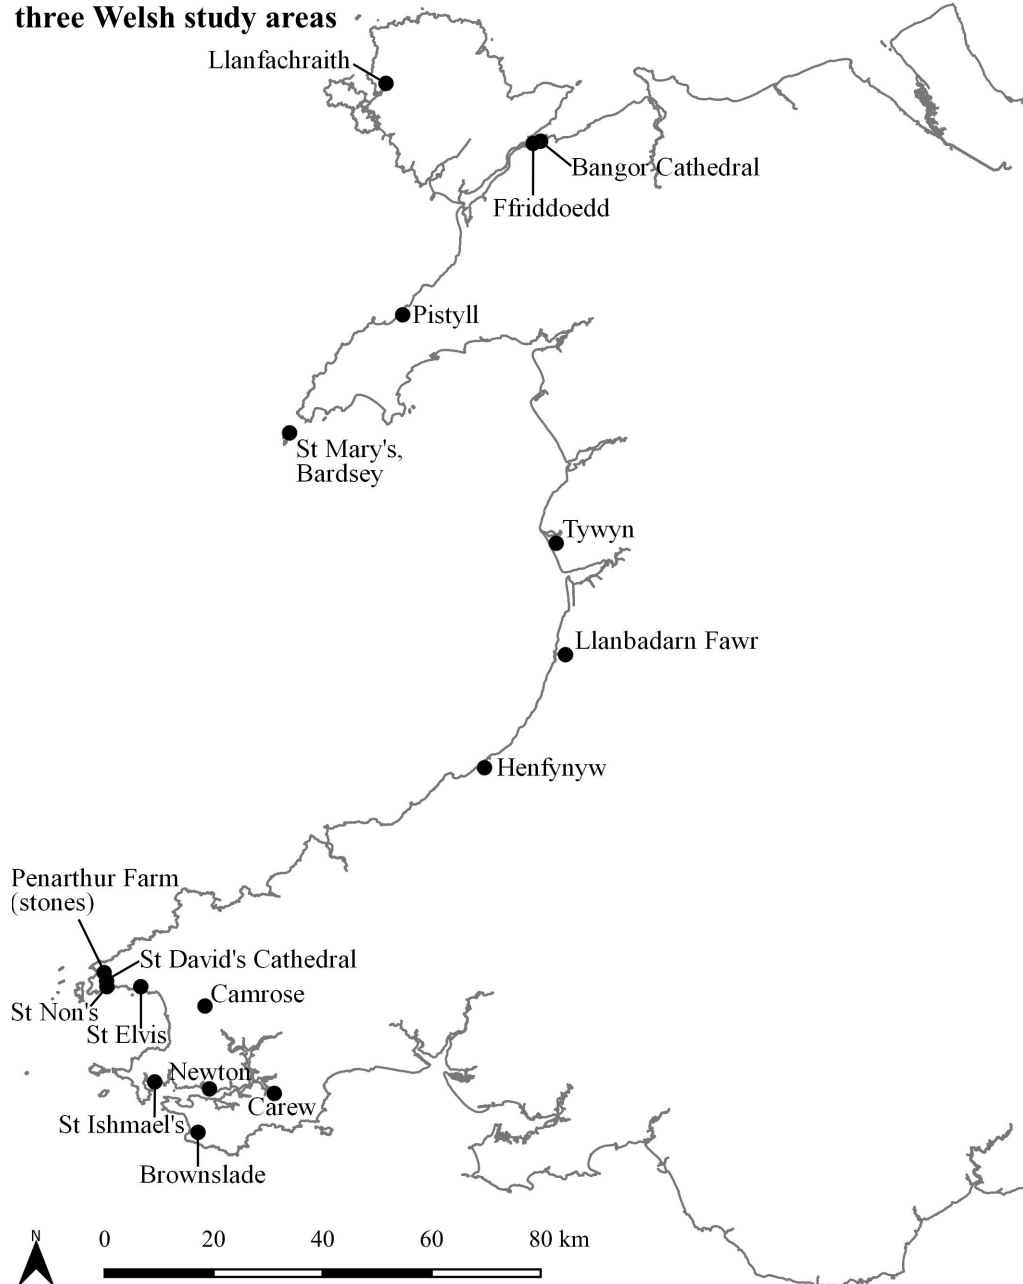 three Welsh study areas
Llanfachraith
Bangor Cathedral
Ffriddoedd
Pistyll
St Mary's,
Bardsey
Tywyn
Llanbadarn Fawr
Henfynyw
Penarthur Farm
(stones)
St David's Cathedral
Camrose
St Non's
St Elvis
Newton
Carew
St Ishmael's
Brownslade
N
0 20 40 60 80 km